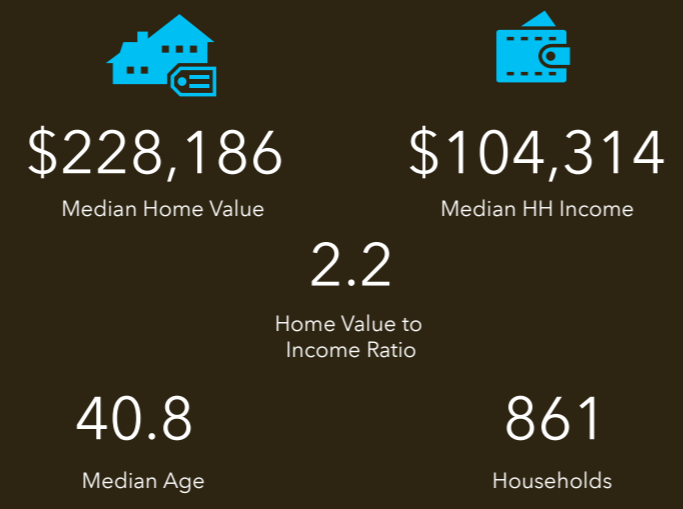 $228,186
$104,314
Median Home Value
Median HH Income
2.2
Home Value to
Income Ratio
40.8
861
Median Age
Households